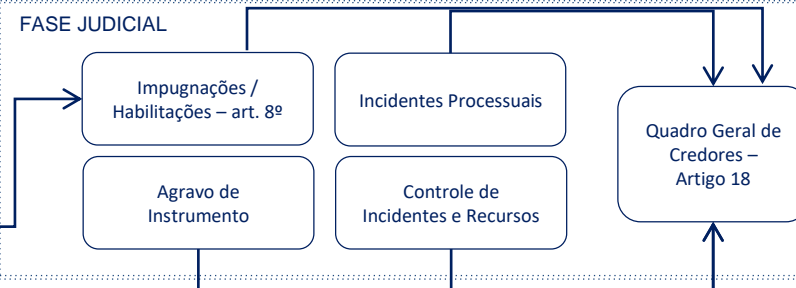 FASE JUDICIAL
Impugnações /
Habilitações – art. 8º
Incidentes Processuais
Quadro Geral de
Credores –
Artigo 18
Agravo de
Instrumento
Controle de
Incidentes e Recursos